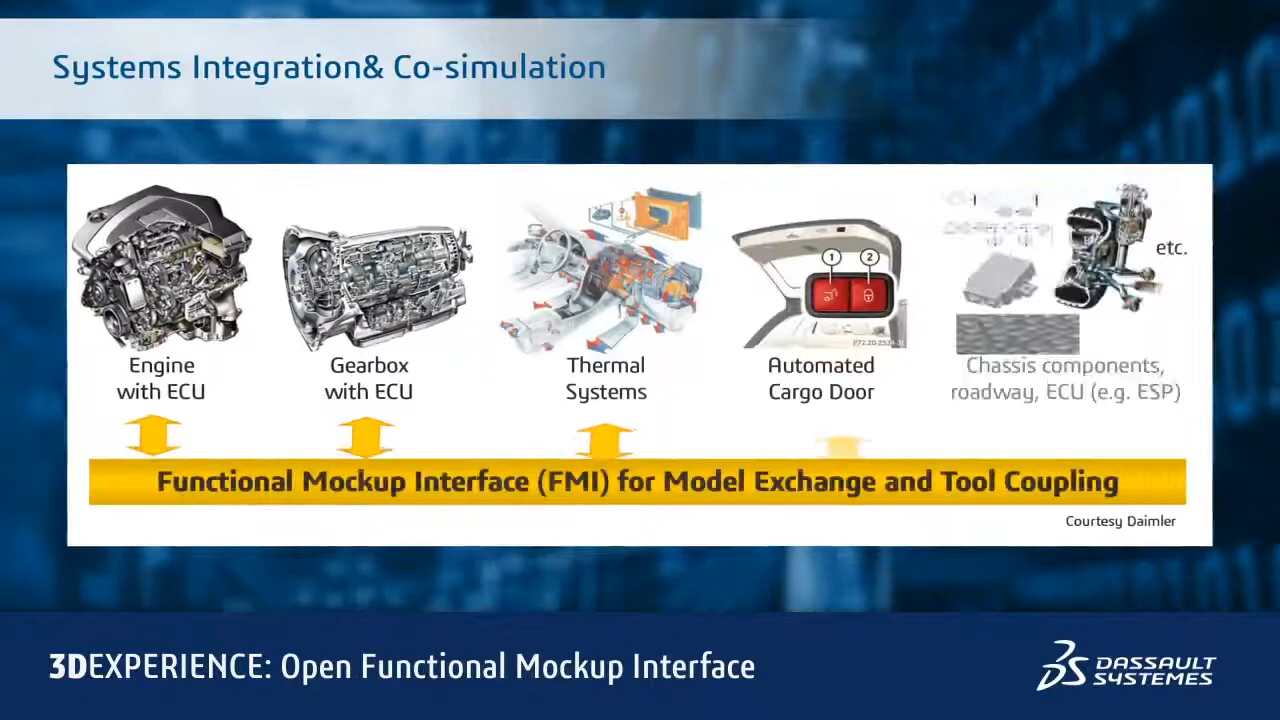 Systems Integration& Co-simulation
1 2
etc.
Engine
with ECU
Gearbox
with ECU
Thermal
Systems
Automated
Cargo Door
Chassis components,
roadway, ECU (e.g. ESP)
Functional Mockup Interface (FMI) for Model Exchange and Tool Coupling
Courtesy Daimler
3DEXPERIENCE: Open Functional Mockup Interface
DASSAULT
SYSTEMES